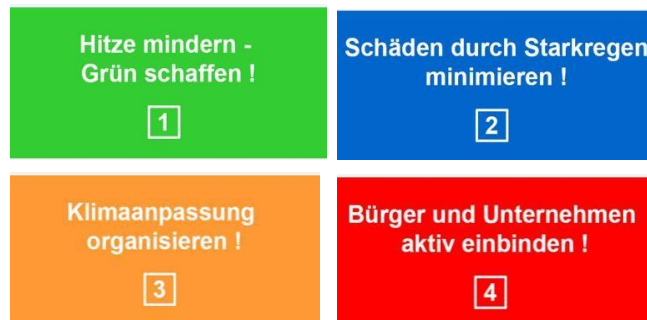 Hitze mindern -
Grün schaffen !
1
Schäden durch Starkregen
minimieren !
2
Klimaanpassung
organisieren !
3
Bürger und Unternehmen
aktiv einbinden !
4